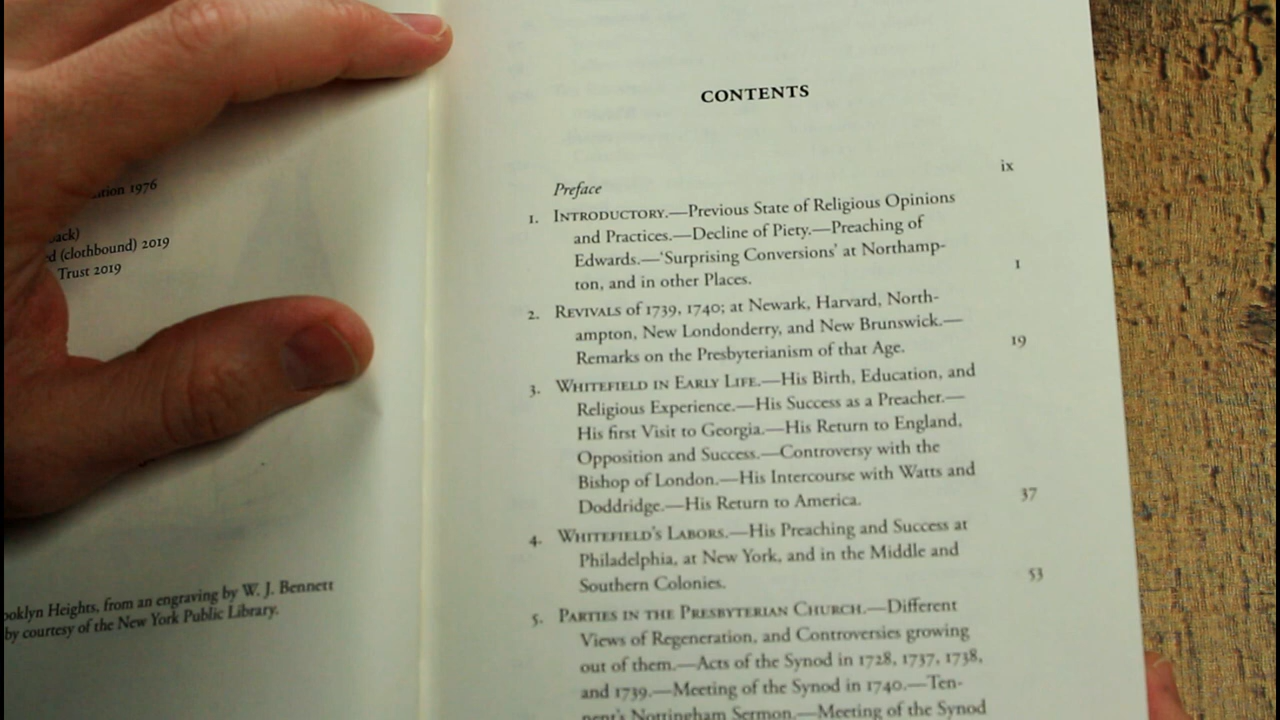 1976
(clothbound) 2019
Trust 2019
Heights, from an engraving by W. J. Bennett
by courtesy of the New York Public Library.
CONTENTS
Preface ix
1. Introductory.—Previous State of Religious Opinions
and Practices.—Decline of Piety.—Preaching of
Edwards.—‘Surprising Conversions’ at Northamp-
ton, and in other Places. 1
2. Revivals of 1739, 1740; at Newark, Harvard, North-
ampton, New Londonderry, and New Brunswick.—
Remarks on the Presbyterianism of that Age. 19
3. Whitefield in Early Life.—His Birth, Education, and
Religious Experience.—His Success as a Preacher.—
His first Visit to Georgia.—His Return to England,
Opposition and Success.—Controversy with the
Bishop of London.—His Intercourse with Watts and
Doddridge.—His Return to America. 37
4. Whitefield’s Labors.—His Preaching and Success at
Philadelphia, at New York, and in the Middle and
Southern Colonies. 53
5. Parties in the Presbyterian Church.—Different
Views of Regeneration, and Controversies growing
out of them.—Acts of the Synod in 1728, 1737, 1738,
and 1739.—Meeting of the Synod in 1740.—Ten-
nent’s Nottingham Sermon.—Meeting of the Synod